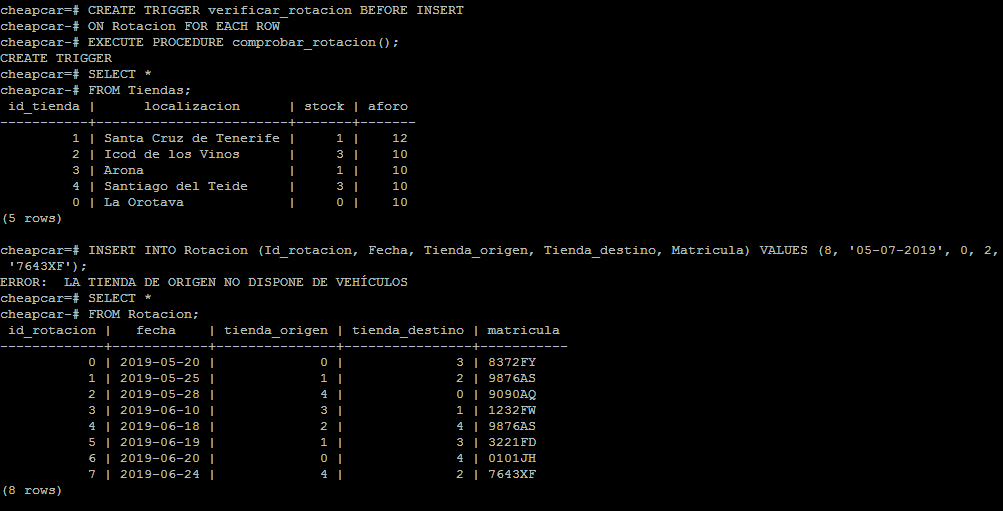 cheapcar=# CREATE TRIGGER verificar_rotacion BEFORE INSERT
cheapcar-# ON Rotacion FOR EACH ROW
cheapcar-# EXECUTE PROCEDURE comprobar_rotacion();
CREATE TRIGGER
cheapcar=# SELECT *
cheapcar-# FROM Tiendas;
 id_tienda |      localizacion      | stock | aforo
-----------+------------------------+-------+-------
         1 | Santa Cruz de Tenerife |     1 |    12
         2 | Icod de los Vinos      |     3 |    10
         3 | Arona                  |     1 |    10
         4 | Santiago del Teide     |     3 |    10
         0 | La Orotava             |     0 |    10
(5 rows)

cheapcar=# INSERT INTO Rotacion (Id_rotacion, Fecha, Tienda_origen, Tienda_destino, Matricula) VALUES (8, '05-07-2019', 0, 2,
 '7643XF');
ERROR:  LA TIENDA DE ORIGEN NO DISPONE DE VEHÍCULOS
cheapcar=# SELECT *
cheapcar-# FROM Rotacion;
 id_rotacion |   fecha    | tienda_origen | tienda_destino | matricula
-------------+------------+---------------+----------------+-----------
           0 | 2019-05-20 |             0 |              3 | 8372FY
           1 | 2019-05-25 |             1 |              2 | 9876AS
           2 | 2019-05-28 |             4 |              0 | 9090AQ
           3 | 2019-06-10 |             3 |              1 | 1232FW
           4 | 2019-06-18 |             2 |              4 | 9876AS
           5 | 2019-06-19 |             1 |              3 | 3221FD
           6 | 2019-06-20 |             0 |              4 | 0101JH
           7 | 2019-06-24 |             4 |              2 | 7643XF
(8 rows)